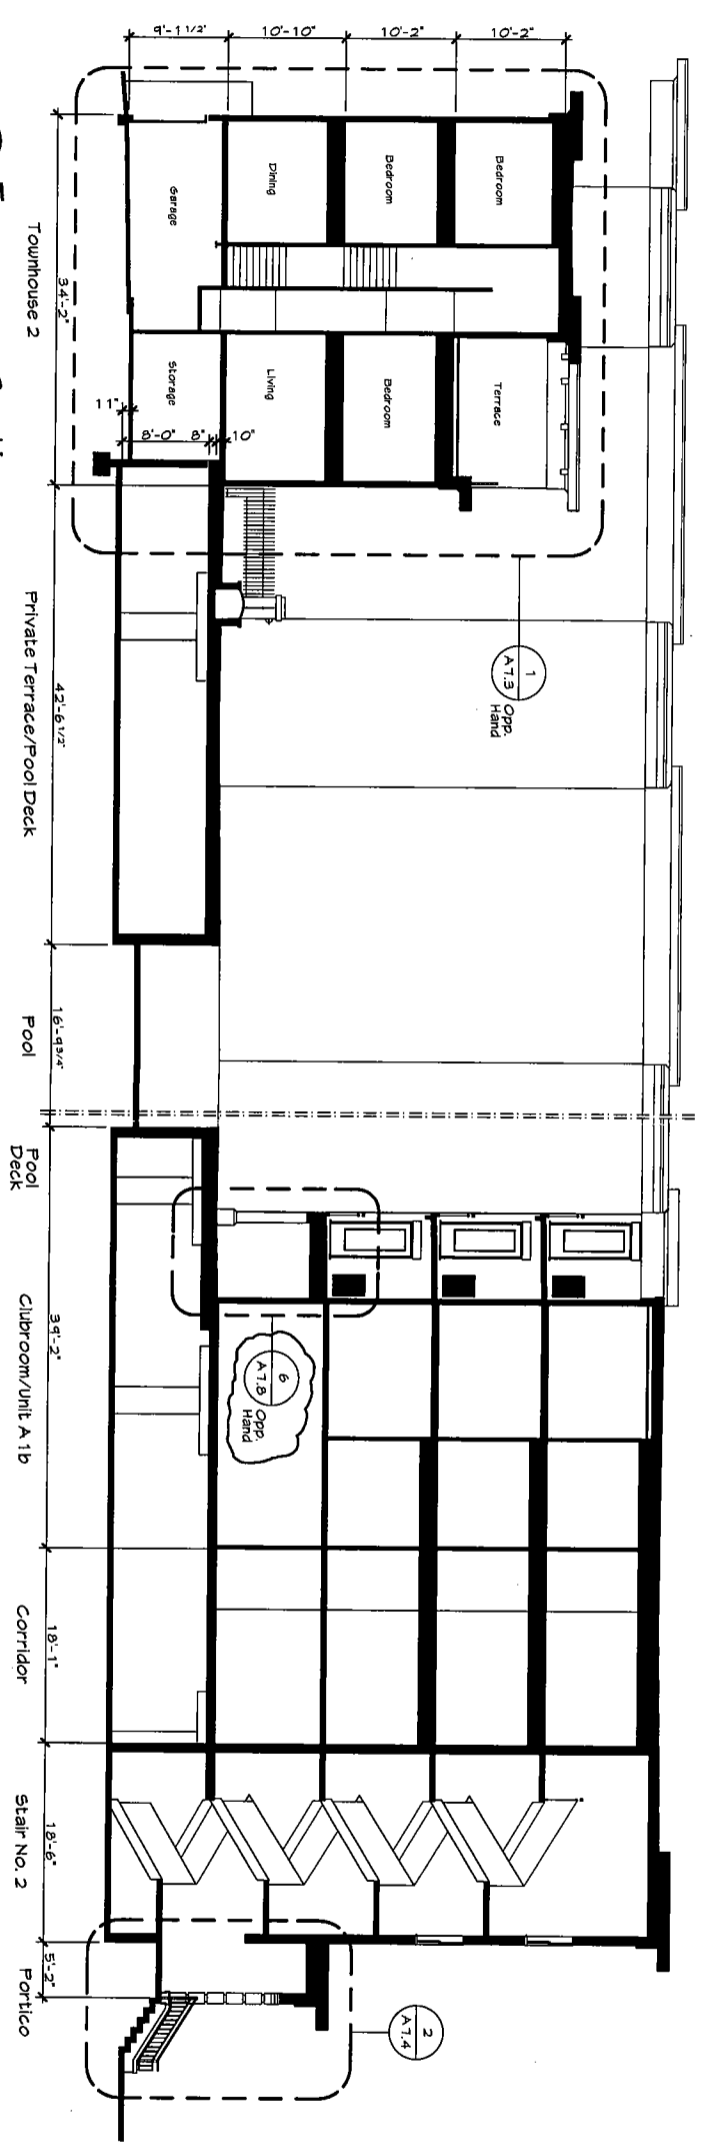 9'-1 1/2"
10'-10"
10'-2"
10'-2"
Bedroom
Bedroom
Dining
Garage
Terrace
Bedroom
Living
Storage
11"
8'-0"
8"
10"
1
A7.3
Opp.
Hand
6
A7.8
Opp.
Hand
2
A7.4
34'-2"
42'-6 1/2"
16'-9 3/4"
39'-2"
18'-1"
18'-6"
5'-2"
Townhouse 2
Private Terrace/Pool Deck
Pool
Pool
Deck
Clubroom/Unit A1b
Corridor
Stair No. 2
Portico